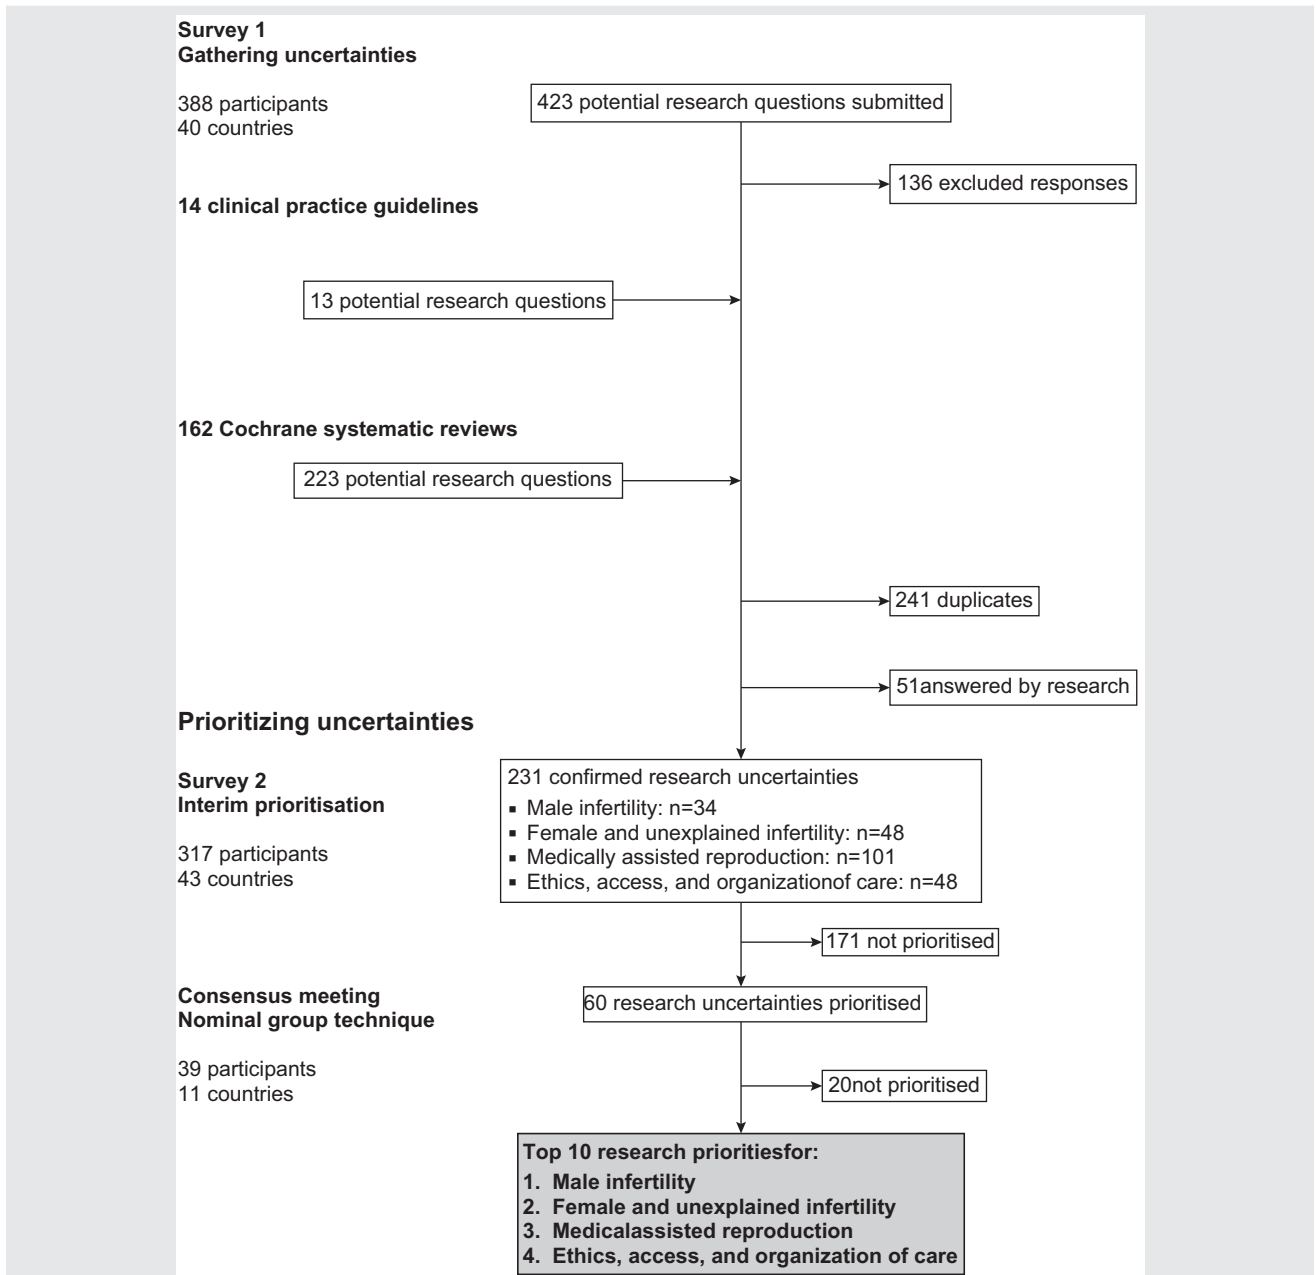 Survey 1
Gathering uncertainties
388 participants
40 countries
423 potential research questions submitted
136 excluded responses
14 clinical practice guidelines
13 potential research questions
162 Cochrane systematic reviews
223 potential research questions
241 duplicates
51answered by research
Prioritizing uncertainties
Survey 2
Interim prioritisation
317 participants
43 countries
231 confirmed research uncertainties
▪ Male infertility: n=34
▪ Female and unexplained infertility: n=48
▪ Medically assisted reproduction: n=101
▪ Ethics, access, and organizationof care: n=48
171 not prioritised
Consensus meeting
Nominal group technique
39 participants
11 countries
60 research uncertainties prioritised
20not prioritised
Top 10 research prioritiesfor:
1. Male infertility
2. Female and unexplained infertility
3. Medicalassisted reproduction
4. Ethics, access, and organization of care